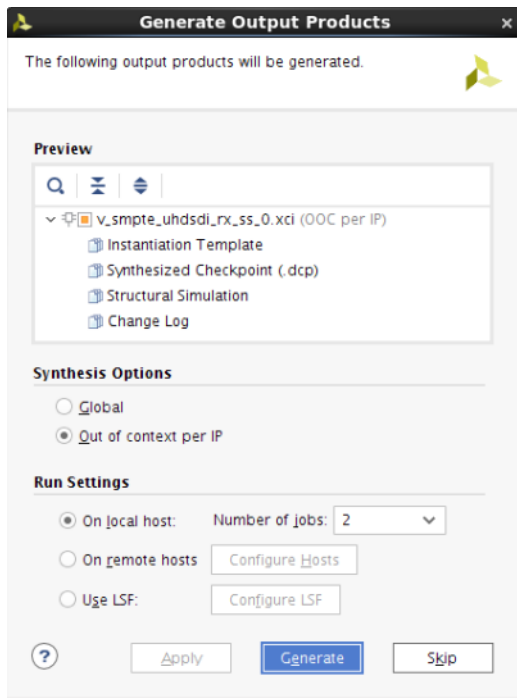 Generate Output Products
The following output products will be generated.
Preview
v_smpte_uhdsdi_rx_ss_0.xci (OOC per IP)
Instantiation Template
Synthesized Checkpoint (.dcp)
Structural Simulation
Change Log
Synthesis Options
Global
Out of context per IP
Run Settings
On local host: Number of jobs: 2
On remote hosts Configure Hosts
Use LSF: Configure LSF
? Apply Generate Skip